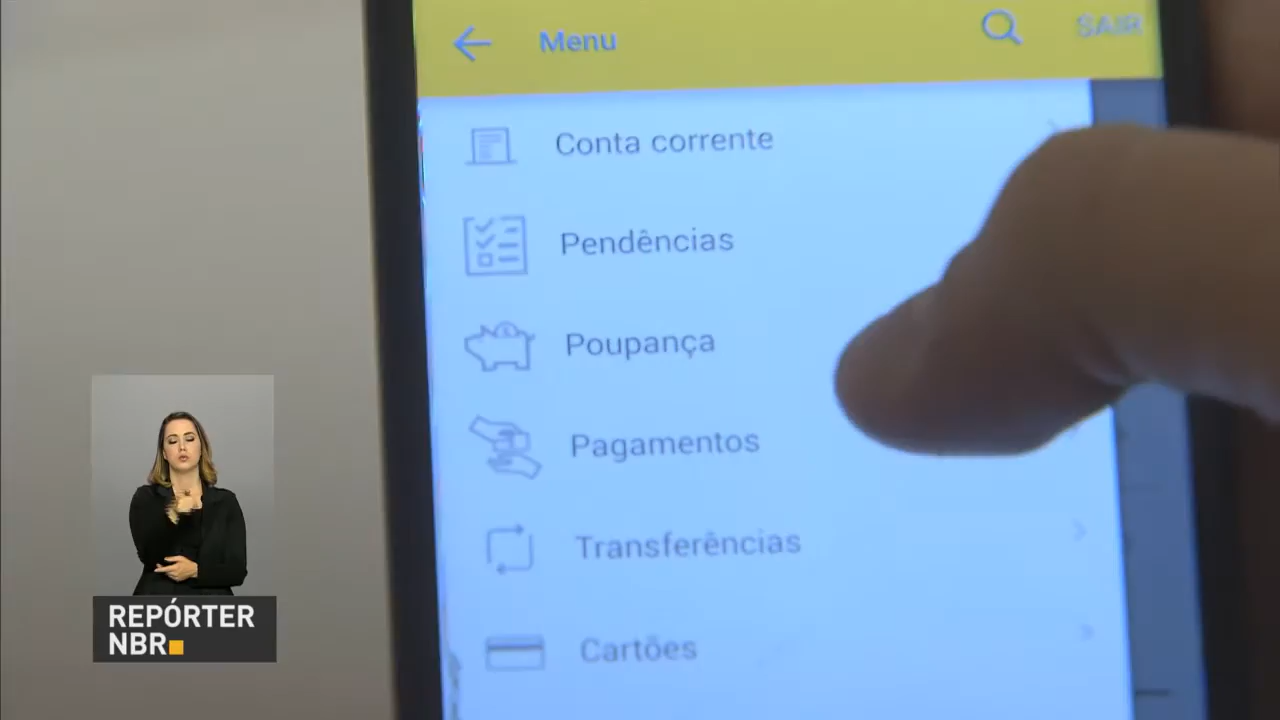 Menu
SAIR
Conta corrente
Pendências
Poupança
Pagamentos
Transferências
Cartões
REPÓRTER
NBR